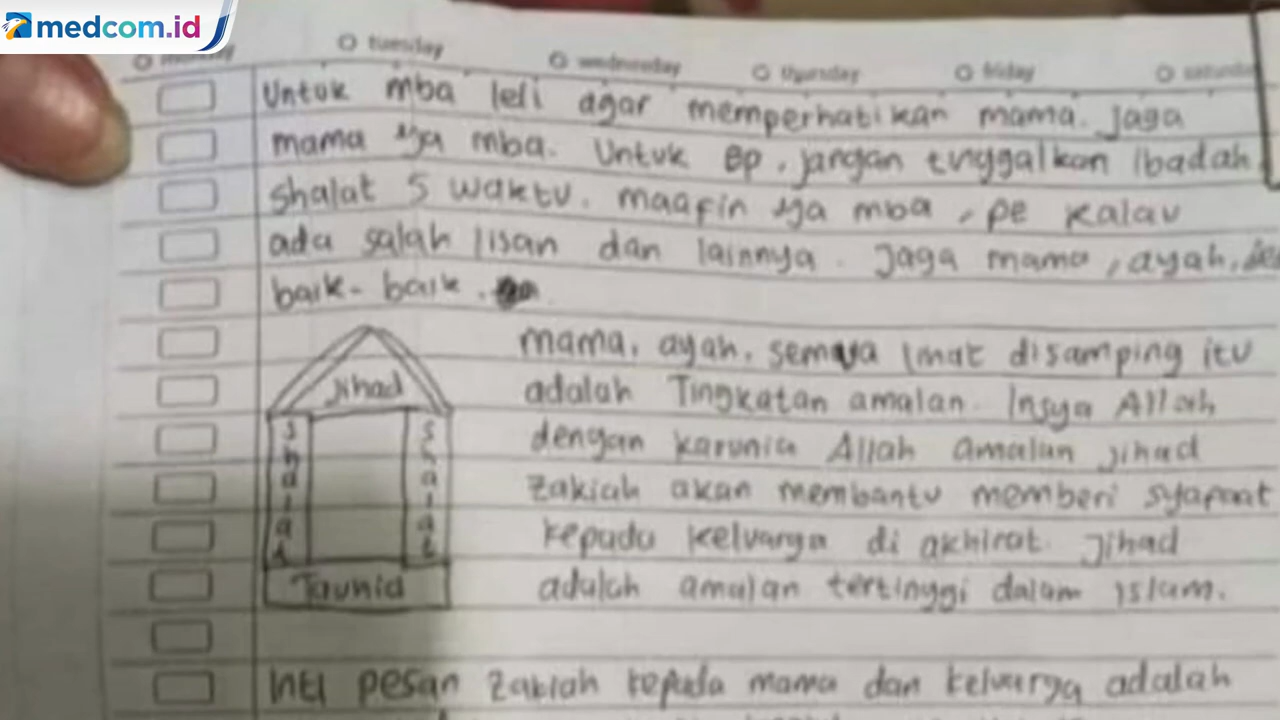 medcom.id
monday tuesday wednesday thursday friday saturday
Untuk mba leli agar memperhatikan mama. Jaga
mama ya mba. Untuk BP, jangan tinggalkan Ibadah
shalat 5 waktu. maafin ya mba, pe kalau
ada salah lisan dan lainnya. Jaga mama, ayah,
baik-baik.
mama, ayah, semua lihat disamping itu
adalah Tingkatan amalan. Insya Allah
dengan karunia Allah amalan jihad
Zakiah akan membantu memberi syafaat
kepada keluarga di akhirat. Jihad
adalah amalan tertinggi dalam Islam.
Jihad
Shalat
Tauhid
Inti pesan Zakiah kepada mama dan keluarga adalah